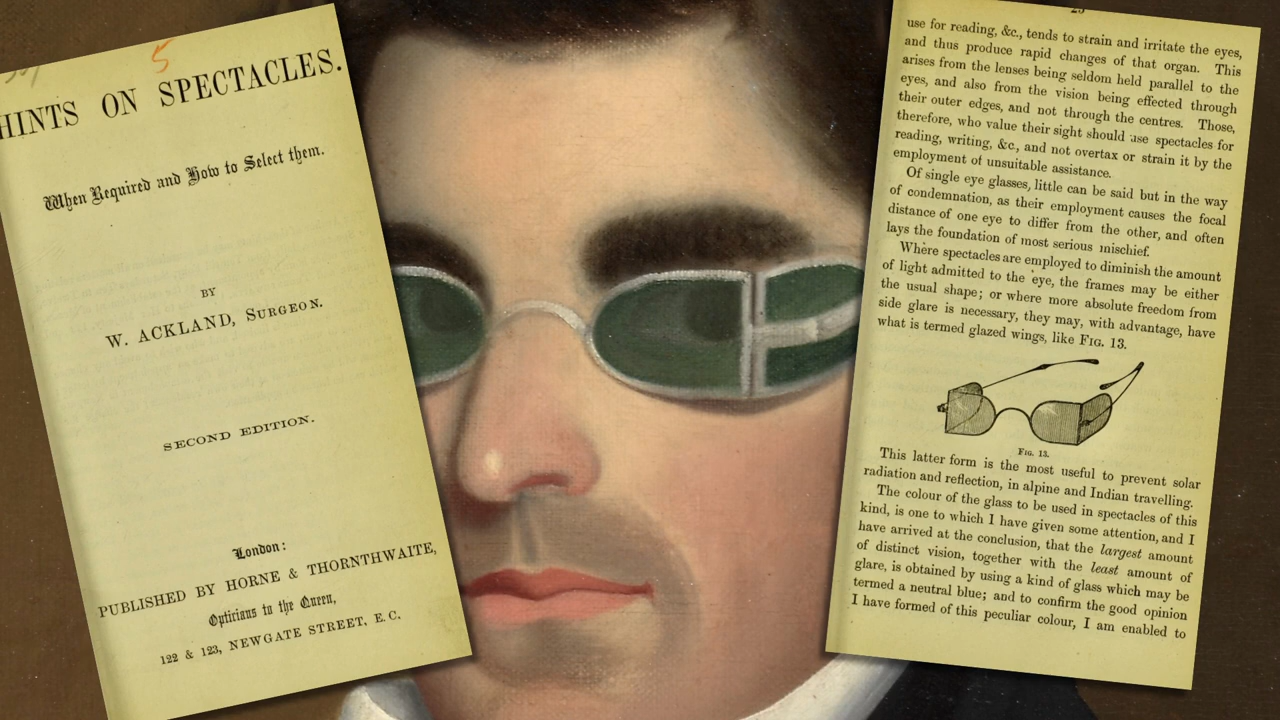 5
HINTS ON SPECTACLES.
When Required and How to Select them.
BY
W. ACKLAND, SURGEON.
SECOND EDITION.
London:
PUBLISHED BY HORNE & THORNTHWAITE,
Opticians to the Queen,
122 & 123, NEWGATE STREET, E.C.
use for reading, &c., tends to strain and irritate the eyes,
and thus produce rapid changes of that organ. This
arises from the lenses being seldom held parallel to the
eyes, and also from the vision being effected through
their outer edges, and not through the centres. Those,
therefore, who value their sight should use spectacles for
reading, writing, &c., and not overtax or strain it by the
employment of unsuitable assistance.
Of single eye glasses, little can be said but in the way
of condemnation, as their employment causes the focal
distance of one eye to differ from the other, and often
lays the foundation of most serious mischief.
Where spectacles are employed to diminish the amount
of light admitted to the eye, the frames may be either
the usual shape; or where more absolute freedom from
side glare is necessary, they may, with advantage, have
what is termed glazed wings, like FIG. 13.
FIG. 13.
This latter form is the most useful to prevent solar
radiation and reflection, in alpine and Indian travelling.
The colour of the glass to be used in spectacles of this
kind, is one to which I have given some attention, and I
have arrived at the conclusion, that the largest amount
of distinct vision, together with the least amount of
glare, is obtained by using a kind of glass which may be
termed a neutral blue; and to confirm the good opinion
I have formed of this peculiar colour, I am enabled to